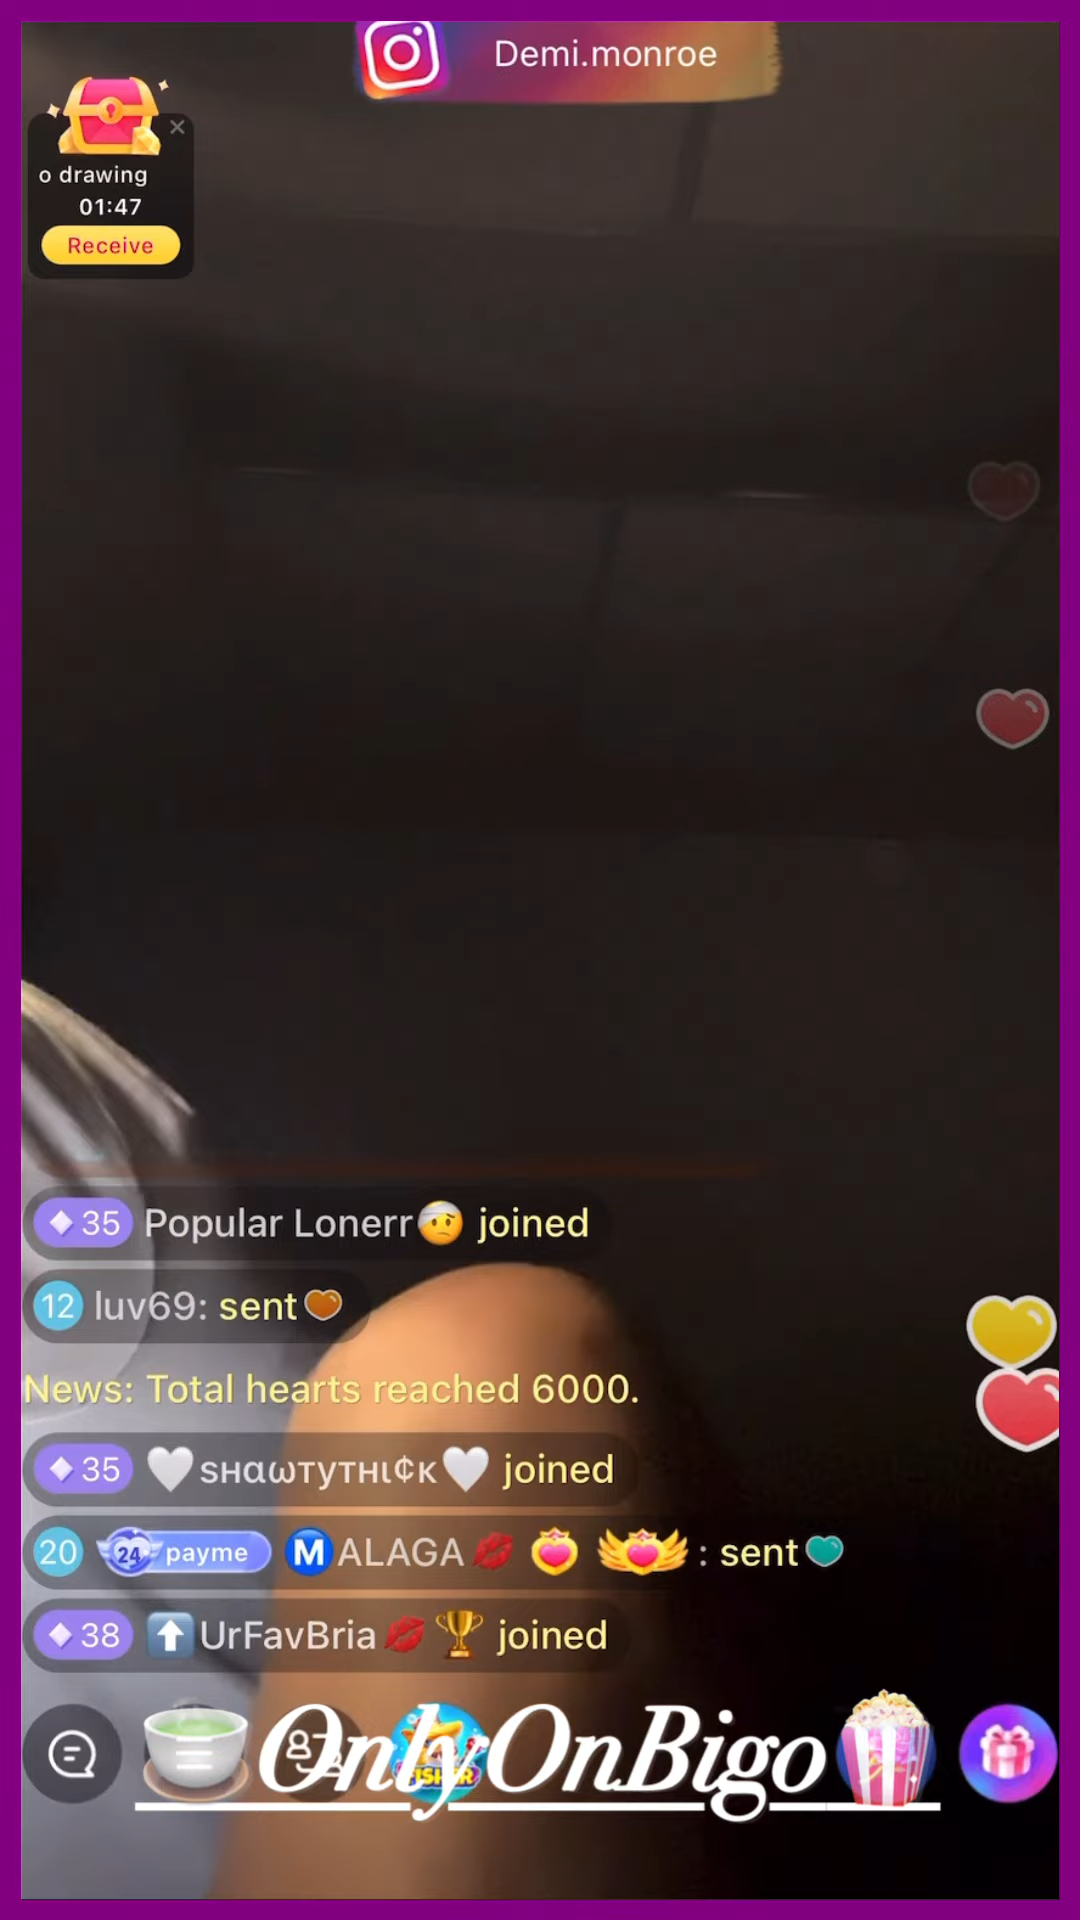 Demi.monroe
o drawing
01:47
Receive
35 Popular Lonerr🤕 joined
12 luv69: sent🧡
News: Total hearts reached 6000.
35 🤍sʜαωтyтнι¢к🤍 joined
20 24 payme Ⓜ️ALAGA💋 : sent
38 ⬆️UrFavBria💋🏆 joined
🍵OnlyOnBigo🍿